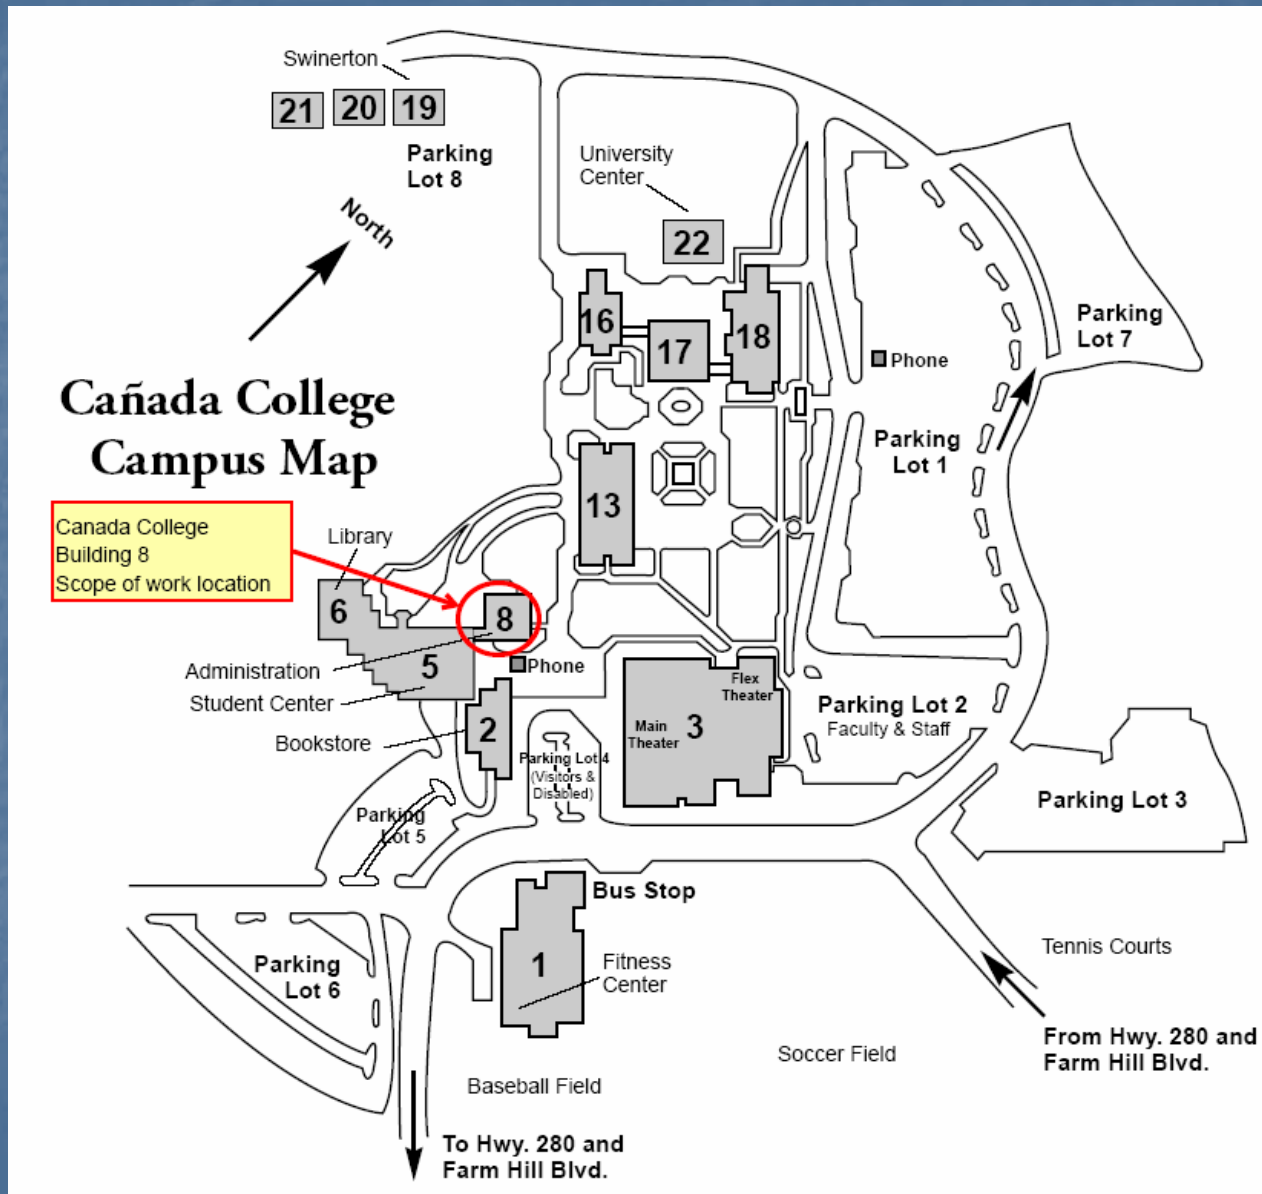 Swinerton
21
20
19
Parking
Lot 8
University
Center
North
22
16
17
18
Parking
Lot 7
Phone
Cañada College
Campus Map
Parking
Lot 1
13
Canada College
Building 8
Scope of work location
Library
6
8
Administration
5
Phone
Student Center
Flex
Theater
Parking Lot 2
Faculty & Staff
2
Bookstore
Main
Theater
3
Parking Lot 4
(Visitors &
Disabled)
Parking Lot 3
Parking
Lot 5
Bus Stop
Tennis Courts
Parking
Lot 6
1
Fitness
Center
From Hwy. 280 and
Farm Hill Blvd.
Soccer Field
Baseball Field
To Hwy. 280 and
Farm Hill Blvd.